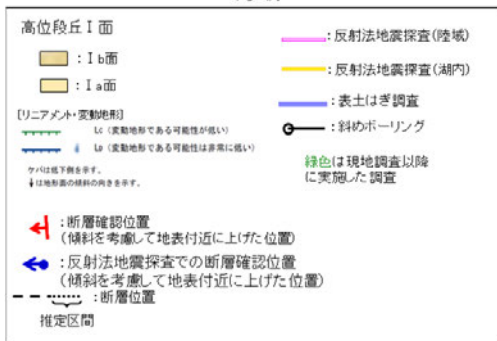 高位段丘Ⅰ面
：Ⅰb面
：Ⅰa面
[リニアメント・変動地形]
Lc (変動地形である可能性が低い)
Lp (変動地形である可能性は非常に低い)
ケバは低下側を示す。
↓は地形面の傾斜の向きを示す。
：断層確認位置
(傾斜を考慮して地表付近に上げた位置)
：反射法地震探査での断層確認位置
(傾斜を考慮して地表付近に上げた位置)
：断層位置
推定区間
：反射法地震探査(陸域)
：反射法地震探査(湖内)
：表土はぎ調査
：斜めボーリング
緑色は現地調査以降
に実施した調査